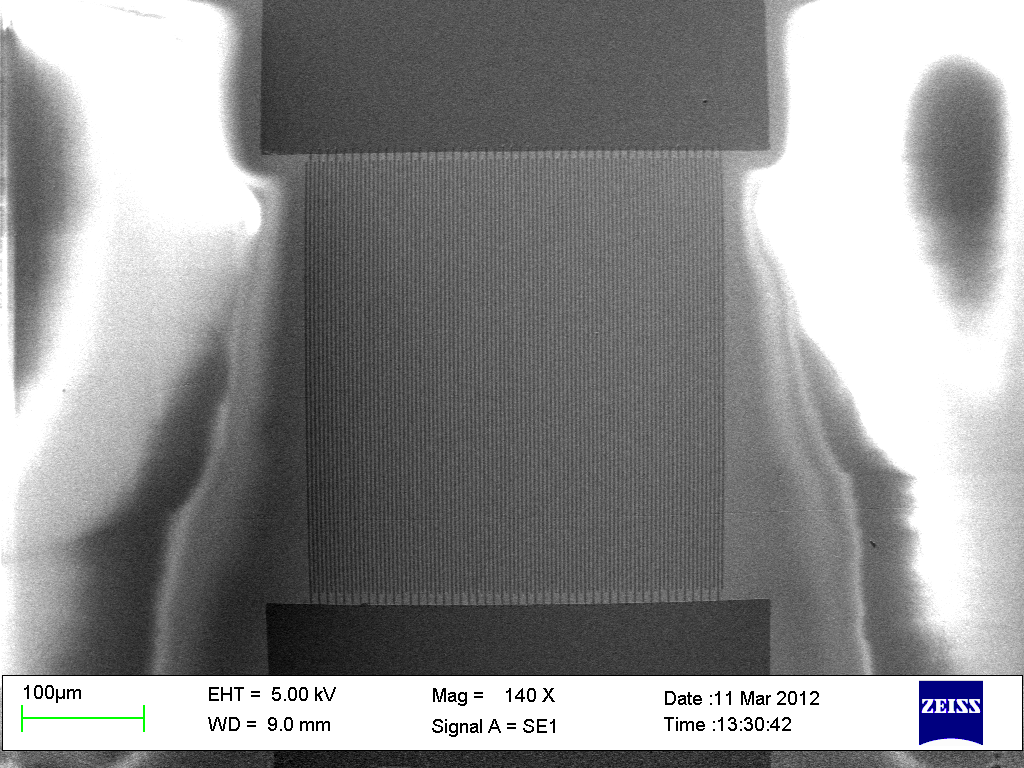 100µm
EHT = 5.00 kV
WD = 9.0 mm
Mag = 140 X
Signal A = SE1
Date :11 Mar 2012
Time :13:30:42
ZEISS